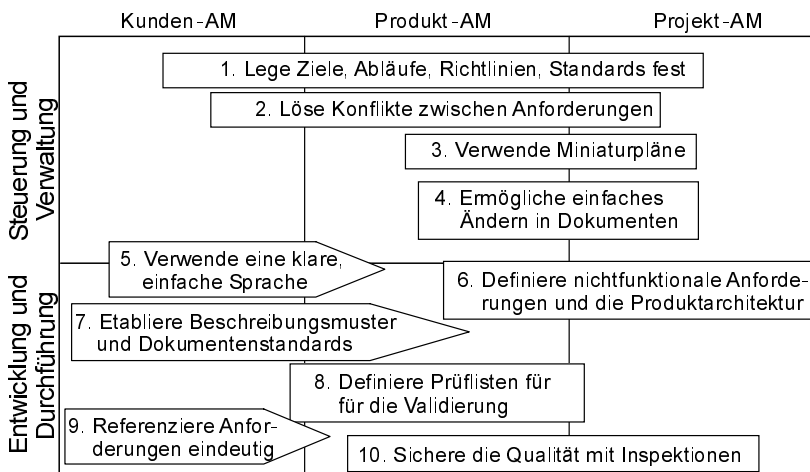 Kunden-AM
Produkt-AM
Projekt-AM
Steuerung und
Verwaltung
1. Lege Ziele, Abläufe, Richtlinien, Standards fest
2. Löse Konflikte zwischen Anforderungen
3. Verwende Miniaturpläne
4. Ermögliche einfaches
Ändern in Dokumenten
Entwicklung und
Durchführung
5. Verwende eine klare,
einfache Sprache
6. Definiere nichtfunktionale Anforde-
rungen und die Produktarchitektur
7. Etabliere Beschreibungsmuster
und Dokumentenstandards
8. Definiere Prüflisten für
für die Validierung
9. Referenziere Anfor-
derungen eindeutig
10. Sichere die Qualität mit Inspektionen